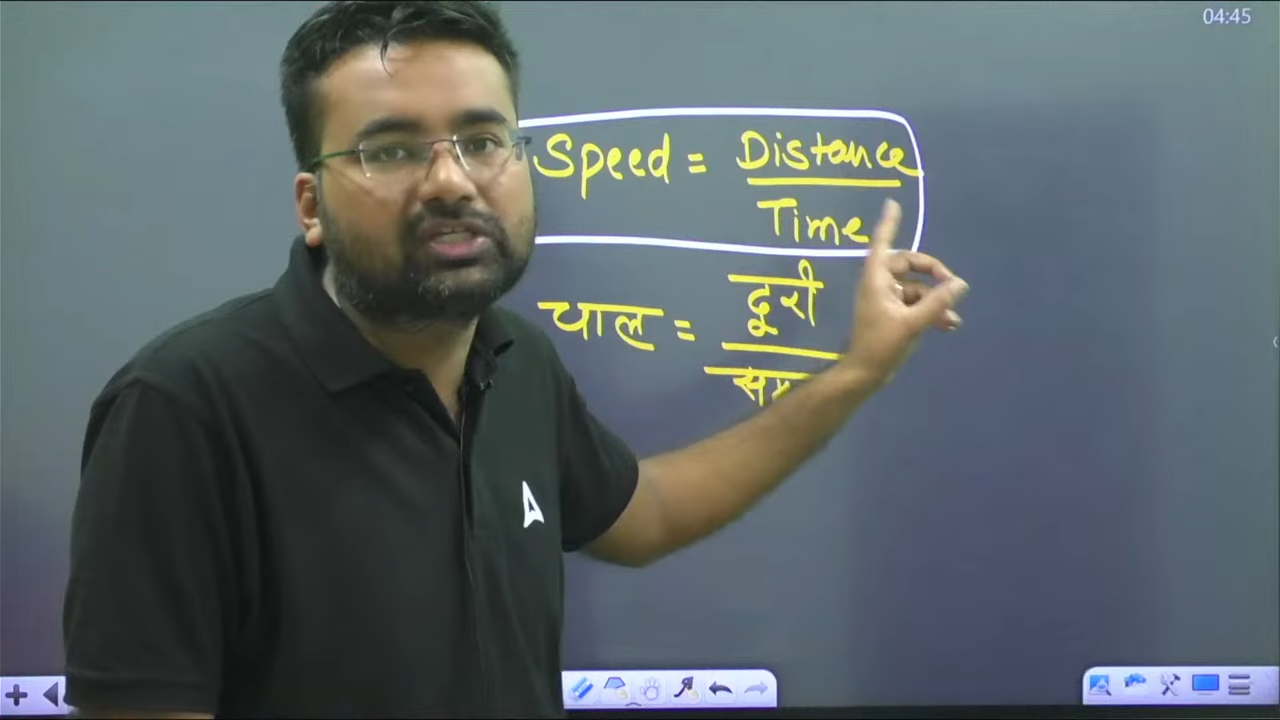 04:45
Speed = Distance
Time
चाल = दूरी